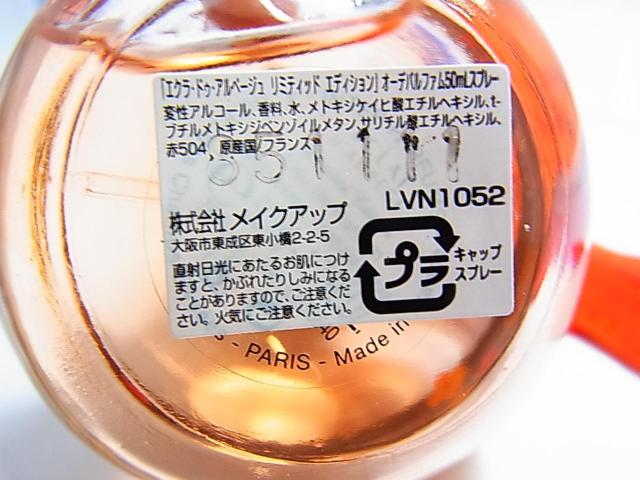 「エクラ・ドゥ・アルページュ リミティッド エディション」 オーデパルファム50mLスプレー
変性アルコール、香料、水、メトキシケイヒ酸エチルヘキシル、t-
ブチルメトキシジベンゾイルメタン、サリチル酸エチルヘキシル、
赤504、原産国/フランス
LVN1052
株式会社 メイクアップ
大阪市東成区東小橋2-2-5
直射日光にあたるお肌につけ
ますと、かぶれたりしみになる
ことがありますので、ご注意くだ
さい。火気にご注意ください。
プラ
キャップ
スプレー
- PARIS - Made in